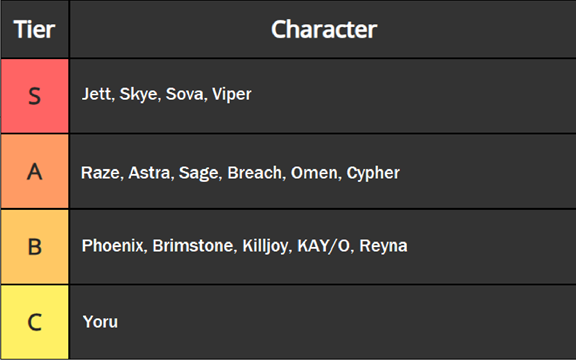 Tier Character
S Jett, Skye, Sova, Viper
A Raze, Astra, Sage, Breach, Omen, Cypher
B Phoenix, Brimstone, Killjoy, KAY/O, Reyna
C Yoru